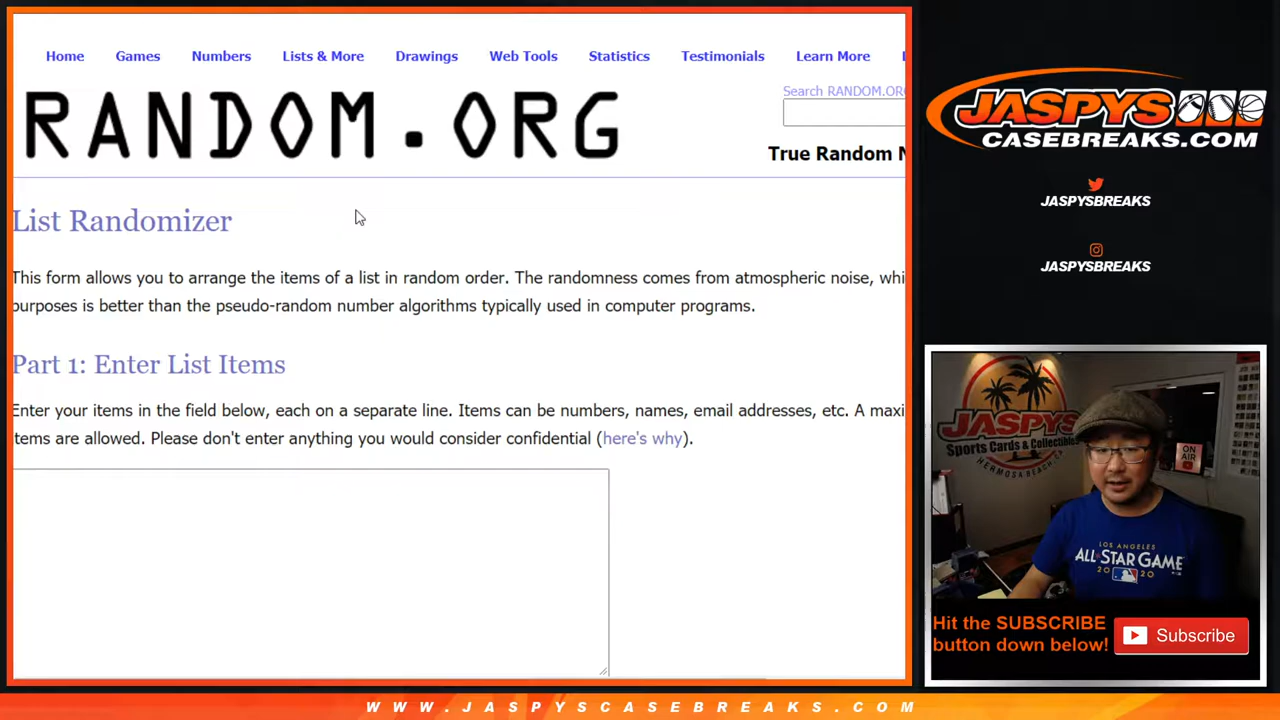 Home Games Numbers Lists & More Drawings Web Tools Statistics Testimonials Learn More
RANDOM.ORG
Search RANDOM.ORG
True Random N
List Randomizer
This form allows you to arrange the items of a list in random order. The randomness comes from atmospheric noise, whi
purposes is better than the pseudo-random number algorithms typically used in computer programs.
Part 1: Enter List Items
Enter your items in the field below, each on a separate line. Items can be numbers, names, email addresses, etc. A maxi
items are allowed. Please don't enter anything you would consider confidential (here's why).
JASPYS
CASEBREAKS.COM
JASPYSBREAKS
JASPYSBREAKS
JASPYS
Sports Cards & Collectibles
HERMOSA BEACH, CA
ON
AIR
LOS ANGELES
ALL STAR GAME
2020
Hit the SUBSCRIBE
button down below!
Subscribe
WWW.JASPYSCASEBREAKS.COM